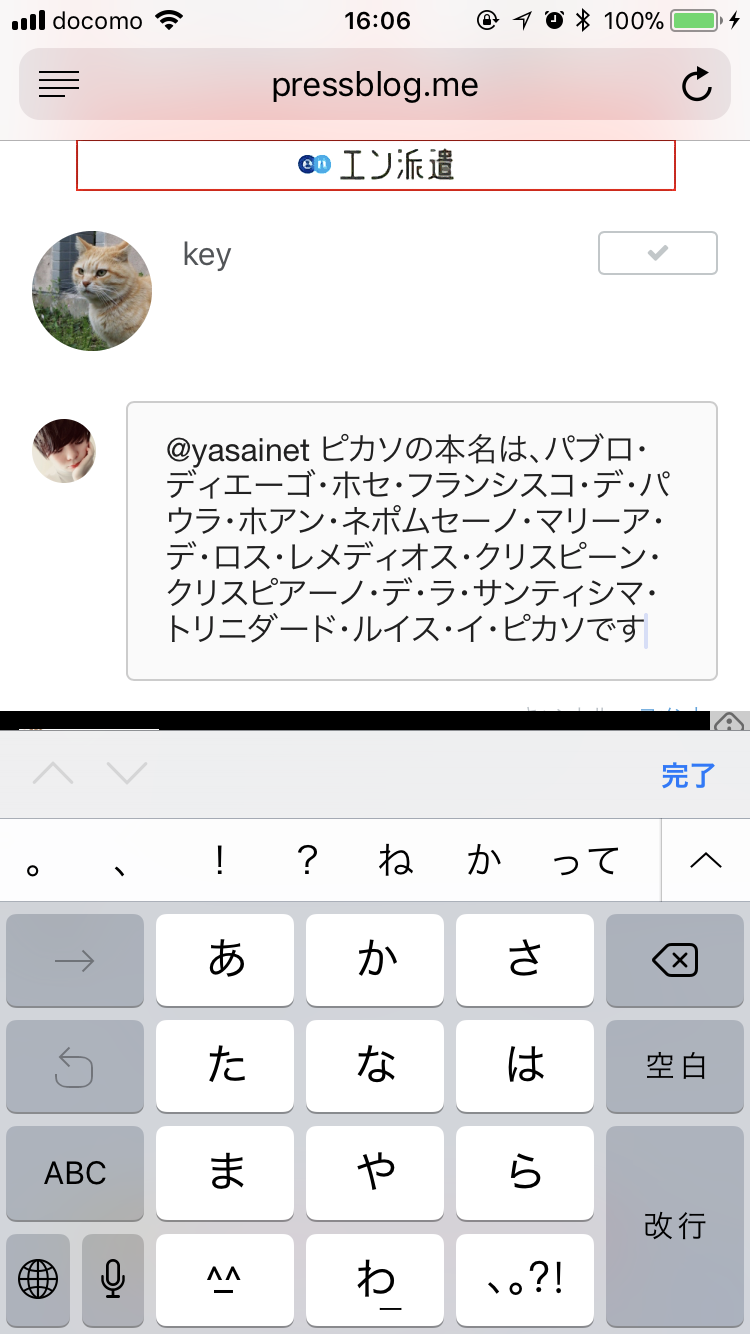 docomo 16:06 100%
pressblog.me
エン派遣
key
@yasainet ピカソの本名は、パブロ・
ディエーゴ・ホセ・フランシスコ・デ・パ
ウラ・ホアン・ネポムセーノ・マリーア・
デ・ロス・レメディオス・クリスピーン・
クリスピアーノ・デ・ラ・サンティシマ・
トリニダード・ルイス・イ・ピカソです
完了
。 、 ! ? ね か って
→ あ か さ
た な は 空白
ABC ま や ら
改行
^^ わ 、。?!